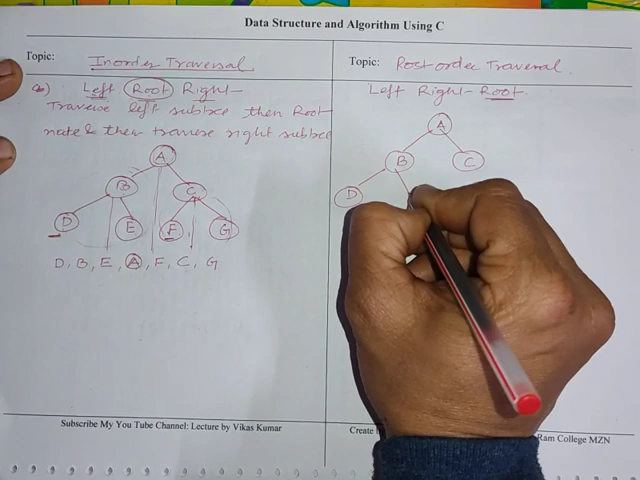 Data Structure and Algorithm Using C
Topic: Inorder Traversal
(b) Left Root Right-
Traverse left subtree then Root
node & then traverse right subtree
A
B C
D E F G
D, B, E, A, F, C, G
Topic: Postorder Traversal.
Left Right-Root.
A
B C
D
Subscribe My You Tube Channel: Lecture by Vikas Kumar
Create Ram College MZN